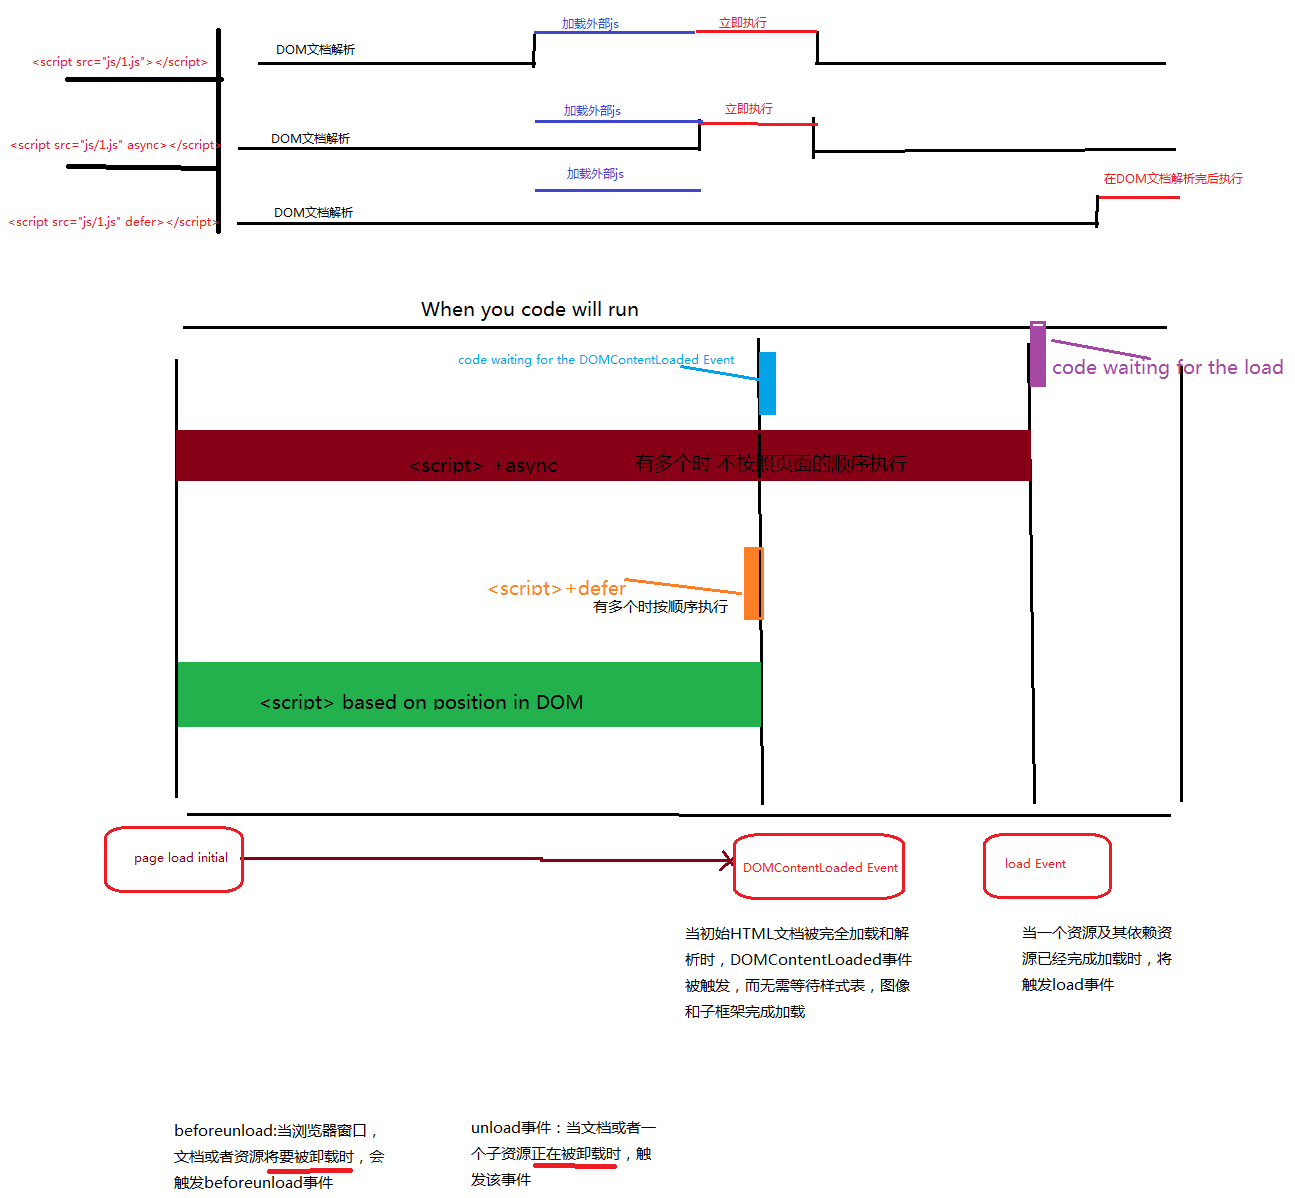 加载外部js
立即执行
DOM文档解析
<script src="js/1.js"></script>
加载外部js
立即执行
DOM文档解析
<script src="js/1.js" async></script>
加载外部js
在DOM文档解析完后执行
DOM文档解析
<script src="js/1.js" defer></script>
When you code will run
code waiting for the DOMContentLoaded Event
code waiting for the load
<script> +async
有多个时 不按照页面的顺序执行
<script>+defer
有多个时按顺序执行
<script> based on position in DOM
page load initial
DOMContentLoaded Event
load Event
当初始HTML文档被完全加载和解
析时，DOMContentLoaded事件
被触发，而无需等待样式表，图像
和子框架完成加载
当一个资源及其依赖资
源已经完成加载时，将
触发load事件
beforeunload:当浏览器窗口，
文档或者资源将要被卸载时，会
触发beforeunload事件
unload事件：当文档或者一
个子资源正在被卸载时，触
发该事件